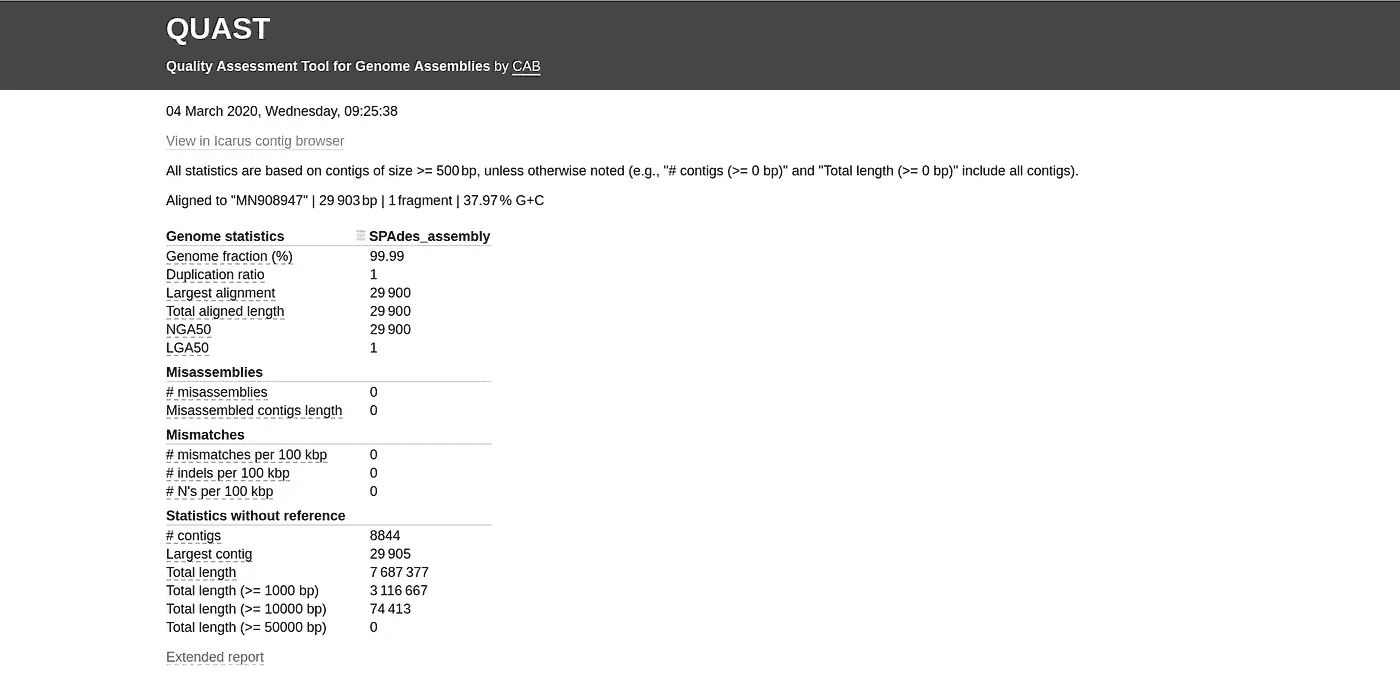 QUAST
Quality Assessment Tool for Genome Assemblies by CAB
04 March 2020, Wednesday, 09:25:38
View in Icarus contig browser
All statistics are based on contigs of size >= 500 bp, unless otherwise noted (e.g., "# contigs (>= 0 bp)" and "Total length (>= 0 bp)" include all contigs).
Aligned to "MN908947" | 29 903 bp | 1 fragment | 37.97 % G+C
Genome statistics SPAdes_assembly
Genome fraction (%) 99.99
Duplication ratio 1
Largest alignment 29 900
Total aligned length 29 900
NGA50 29 900
LGA50 1
Misassemblies
# misassemblies 0
Misassembled contigs length 0
Mismatches
# mismatches per 100 kbp 0
# indels per 100 kbp 0
# N's per 100 kbp 0
Statistics without reference
# contigs 8844
Largest contig 29 905
Total length 7 687 377
Total length (>= 1000 bp) 3 116 667
Total length (>= 10000 bp) 74 413
Total length (>= 50000 bp) 0
Extended report